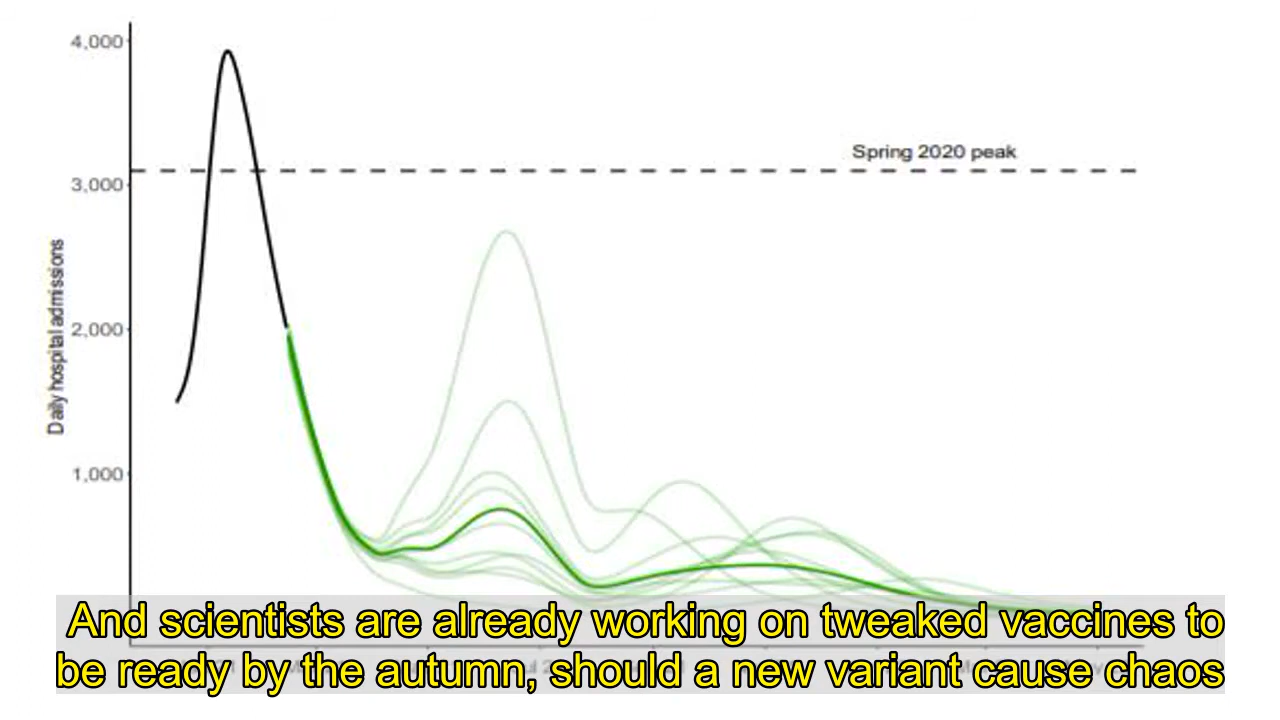 4,000
Spring 2020 peak
3,000
Daily hospital admissions
2,000
1,000
And scientists are already working on tweaked vaccines to
be ready by the autumn, should a new variant cause chaos